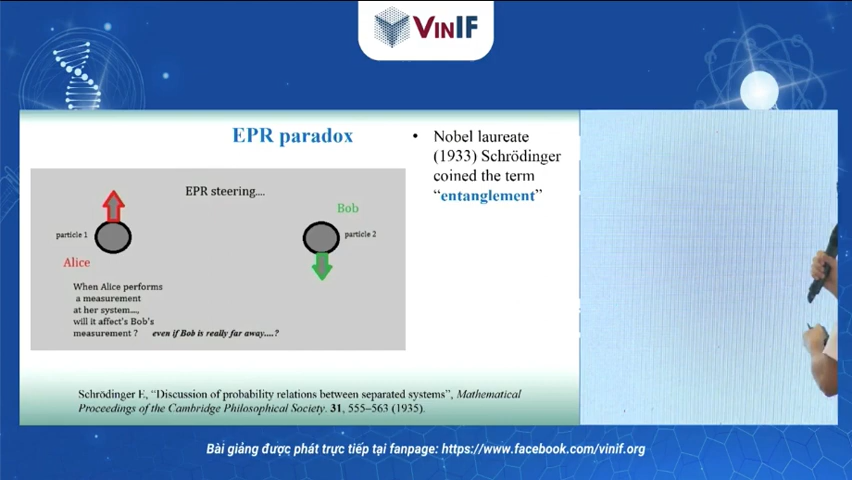 VINIF
EPR paradox
EPR steering....
Bob
particle 1
particle 2
Alice
When Alice performs
a measurement
at her system...,
will it affect's Bob's
measurement ? even if Bob is really far away....?
• Nobel laureate
(1933) Schrödinger
coined the term
“entanglement”
Schrödinger E, “Discussion of probability relations between separated systems”, Mathematical
Proceedings of the Cambridge Philosophical Society. 31, 555–563 (1935).
Bài giảng được phát trực tiếp tại fanpage: https://www.facebook.com/vinif.org